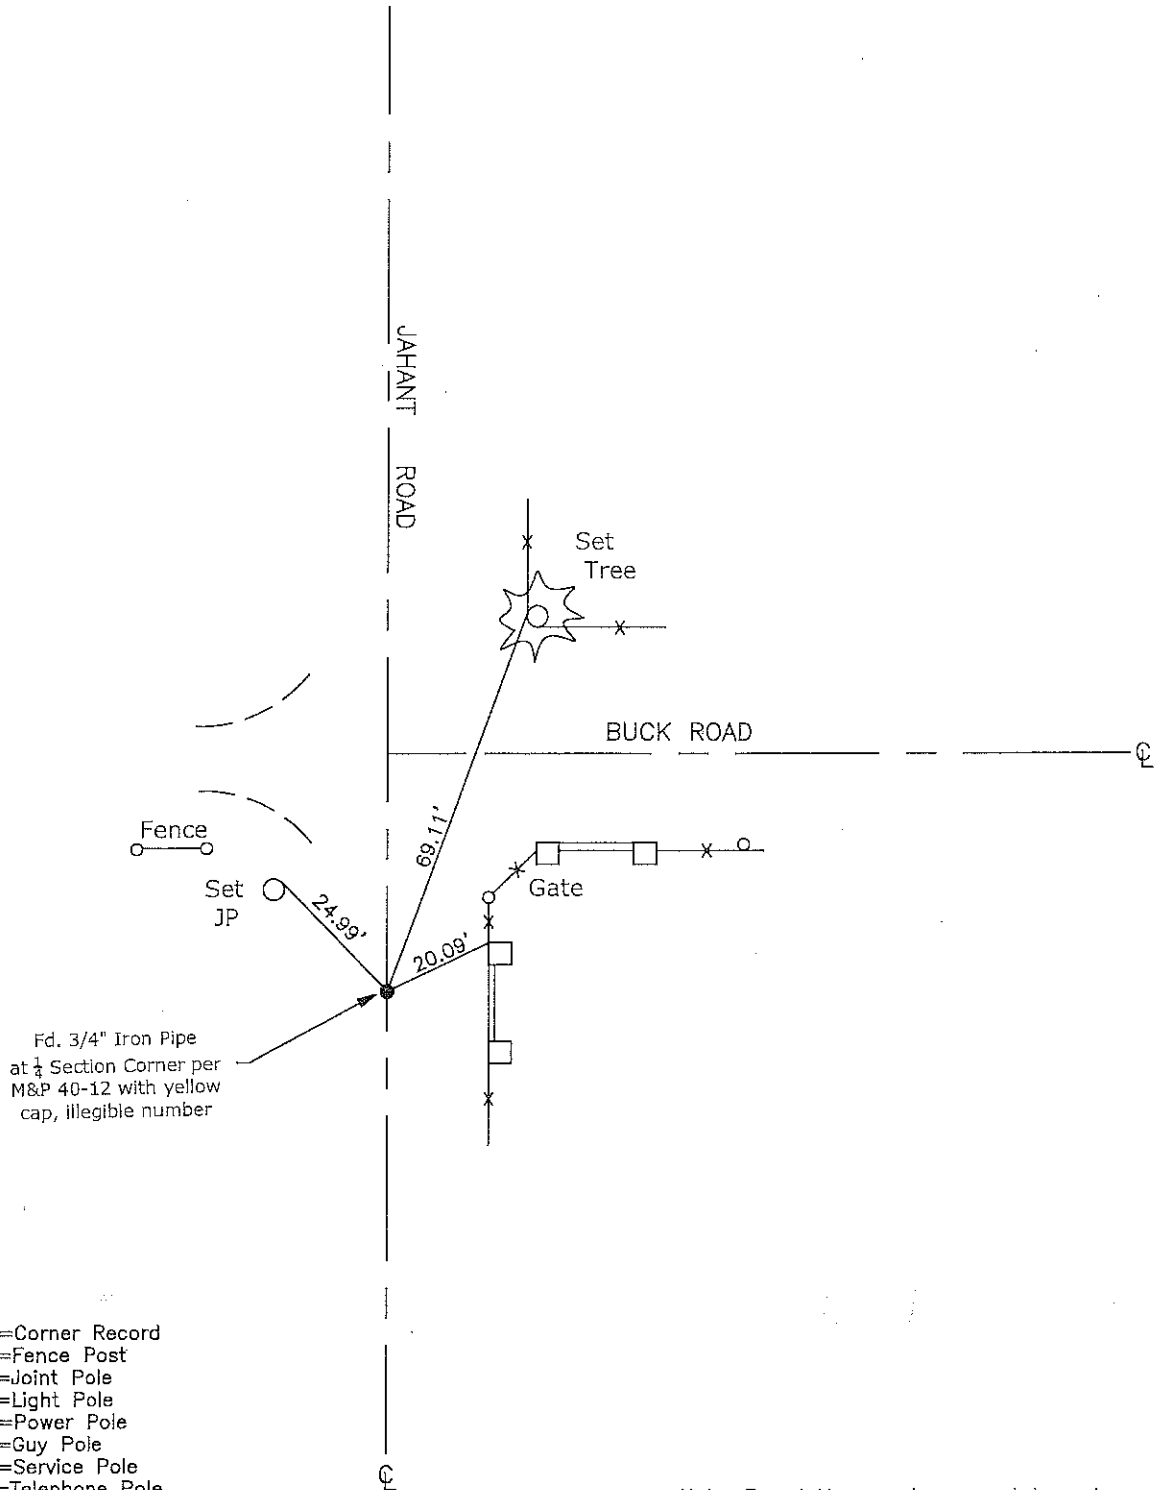 JAHANT ROAD
Set
Tree
BUCK ROAD
℄
69.11'
Fence
Set
JP
24.99'
Gate
20.09'
Fd. 3/4" Iron Pipe
at 1/4 Section Corner per
M&P 40-12 with yellow
cap, illegible number
=Corner Record
=Fence Post
=Joint Pole
=Light Pole
=Power Pole
=Guy Pole
=Service Pole
=Telephone Pole
℄